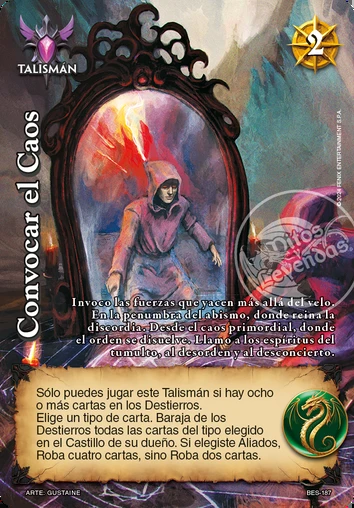 TALISMÁN
2
Convocar el Caos
© 2024 FENIX ENTERTAINMENT S.P.A.
Mitos
y
Leyendas
Invoco las fuerzas que yacen más allá del velo.
En la penumbra del abismo, donde reina la
discordia. Desde el caos primordial, donde
el orden se disuelve. Llamo a los espíritus del
tumulto, al desorden y al desconcierto.
Sólo puedes jugar este Talismán si hay ocho
o más cartas en los Destierros.
Elige un tipo de carta. Baraja de los
Destierros todas las cartas del tipo elegido
en el Castillo de su dueño. Si elegiste Aliados,
Roba cuatro cartas, sino Roba dos cartas.
ARTE: GUSTAINE
BES-187